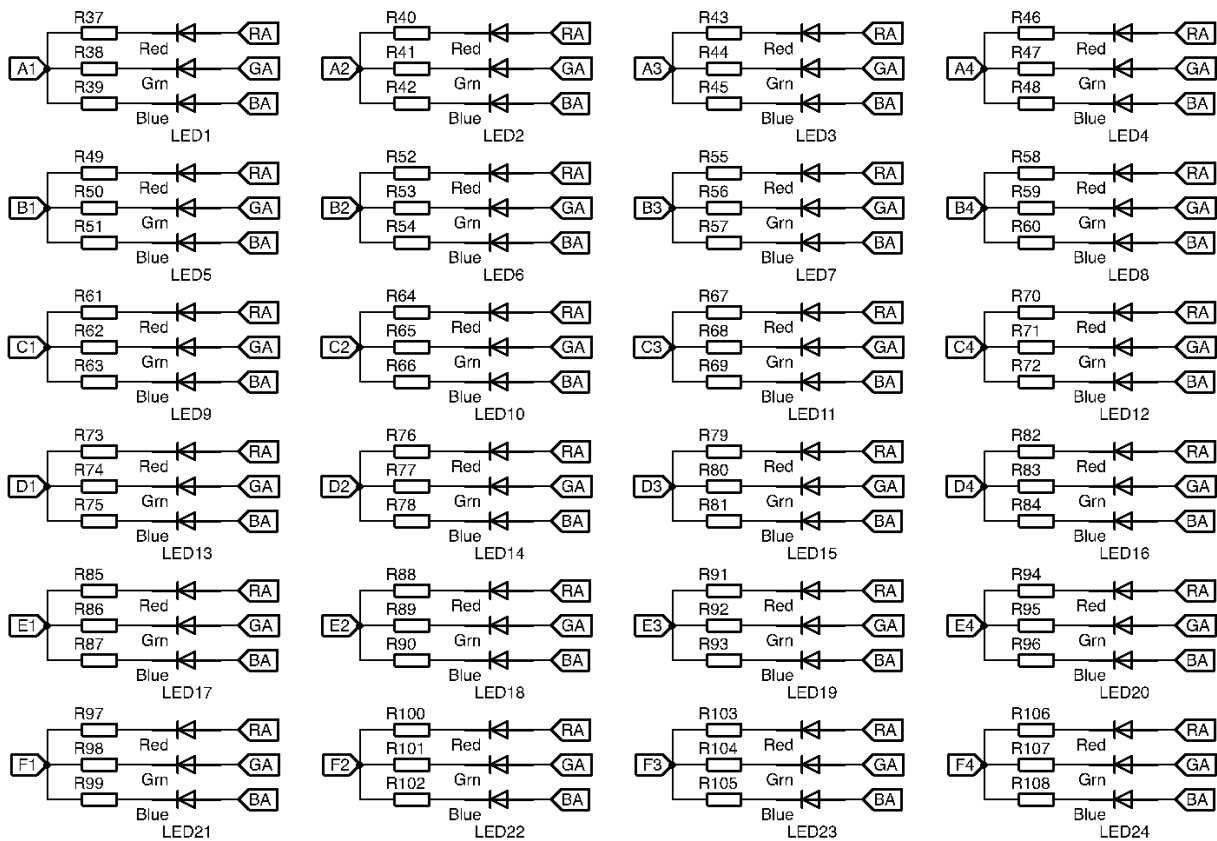 R37 R40 R43 R46
RA RA RA RA
Red Red Red Red
R38 R41 R44 R47
A1 GA A2 GA A3 GA A4 GA
Grn Grn Grn Grn
R39 R42 R45 R48
BA BA BA BA
Blue Blue Blue Blue
LED1 LED2 LED3 LED4
R49 R52 R55 R58
RA RA RA RA
Red Red Red Red
R50 R53 R56 R59
B1 GA B2 GA B3 GA B4 GA
Grn Grn Grn Grn
R51 R54 R57 R60
BA BA BA BA
Blue Blue Blue Blue
LED5 LED6 LED7 LED8
R61 R64 R67 R70
RA RA RA RA
Red Red Red Red
R62 R65 R68 R71
C1 GA C2 GA C3 GA C4 GA
Grn Grn Grn Grn
R63 R66 R69 R72
BA BA BA BA
Blue Blue Blue Blue
LED9 LED10 LED11 LED12
R73 R76 R79 R82
RA RA RA RA
Red Red Red Red
R74 R77 R80 R83
D1 GA D2 GA D3 GA D4 GA
Grn Grn Grn Grn
R75 R78 R81 R84
BA BA BA BA
Blue Blue Blue Blue
LED13 LED14 LED15 LED16
R85 R88 R91 R94
RA RA RA RA
Red Red Red Red
R86 R89 R92 R95
E1 GA E2 GA E3 GA E4 GA
Grn Grn Grn Grn
R87 R90 R93 R96
BA BA BA BA
Blue Blue Blue Blue
LED17 LED18 LED19 LED20
R97 R100 R103 R106
RA RA RA RA
Red Red Red Red
R98 R101 R104 R107
F1 GA F2 GA F3 GA F4 GA
Grn Grn Grn Grn
R99 R102 R105 R108
BA BA BA BA
Blue Blue Blue Blue
LED21 LED22 LED23 LED24